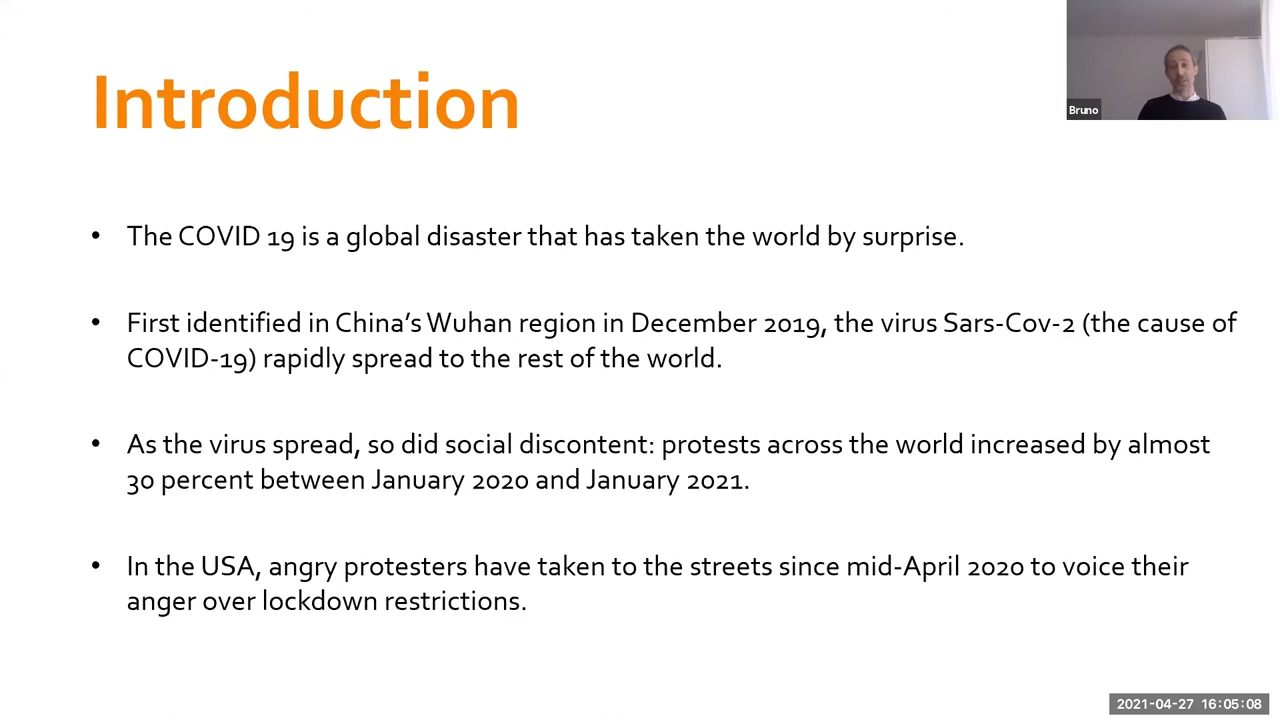 Introduction
Bruno
• The COVID 19 is a global disaster that has taken the world by surprise.
• First identified in China's Wuhan region in December 2019, the virus Sars-Cov-2 (the cause of
COVID-19) rapidly spread to the rest of the world.
• As the virus spread, so did social discontent: protests across the world increased by almost
30 percent between January 2020 and January 2021.
• In the USA, angry protesters have taken to the streets since mid-April 2020 to voice their
anger over lockdown restrictions.
2021-04-27 16:05:08